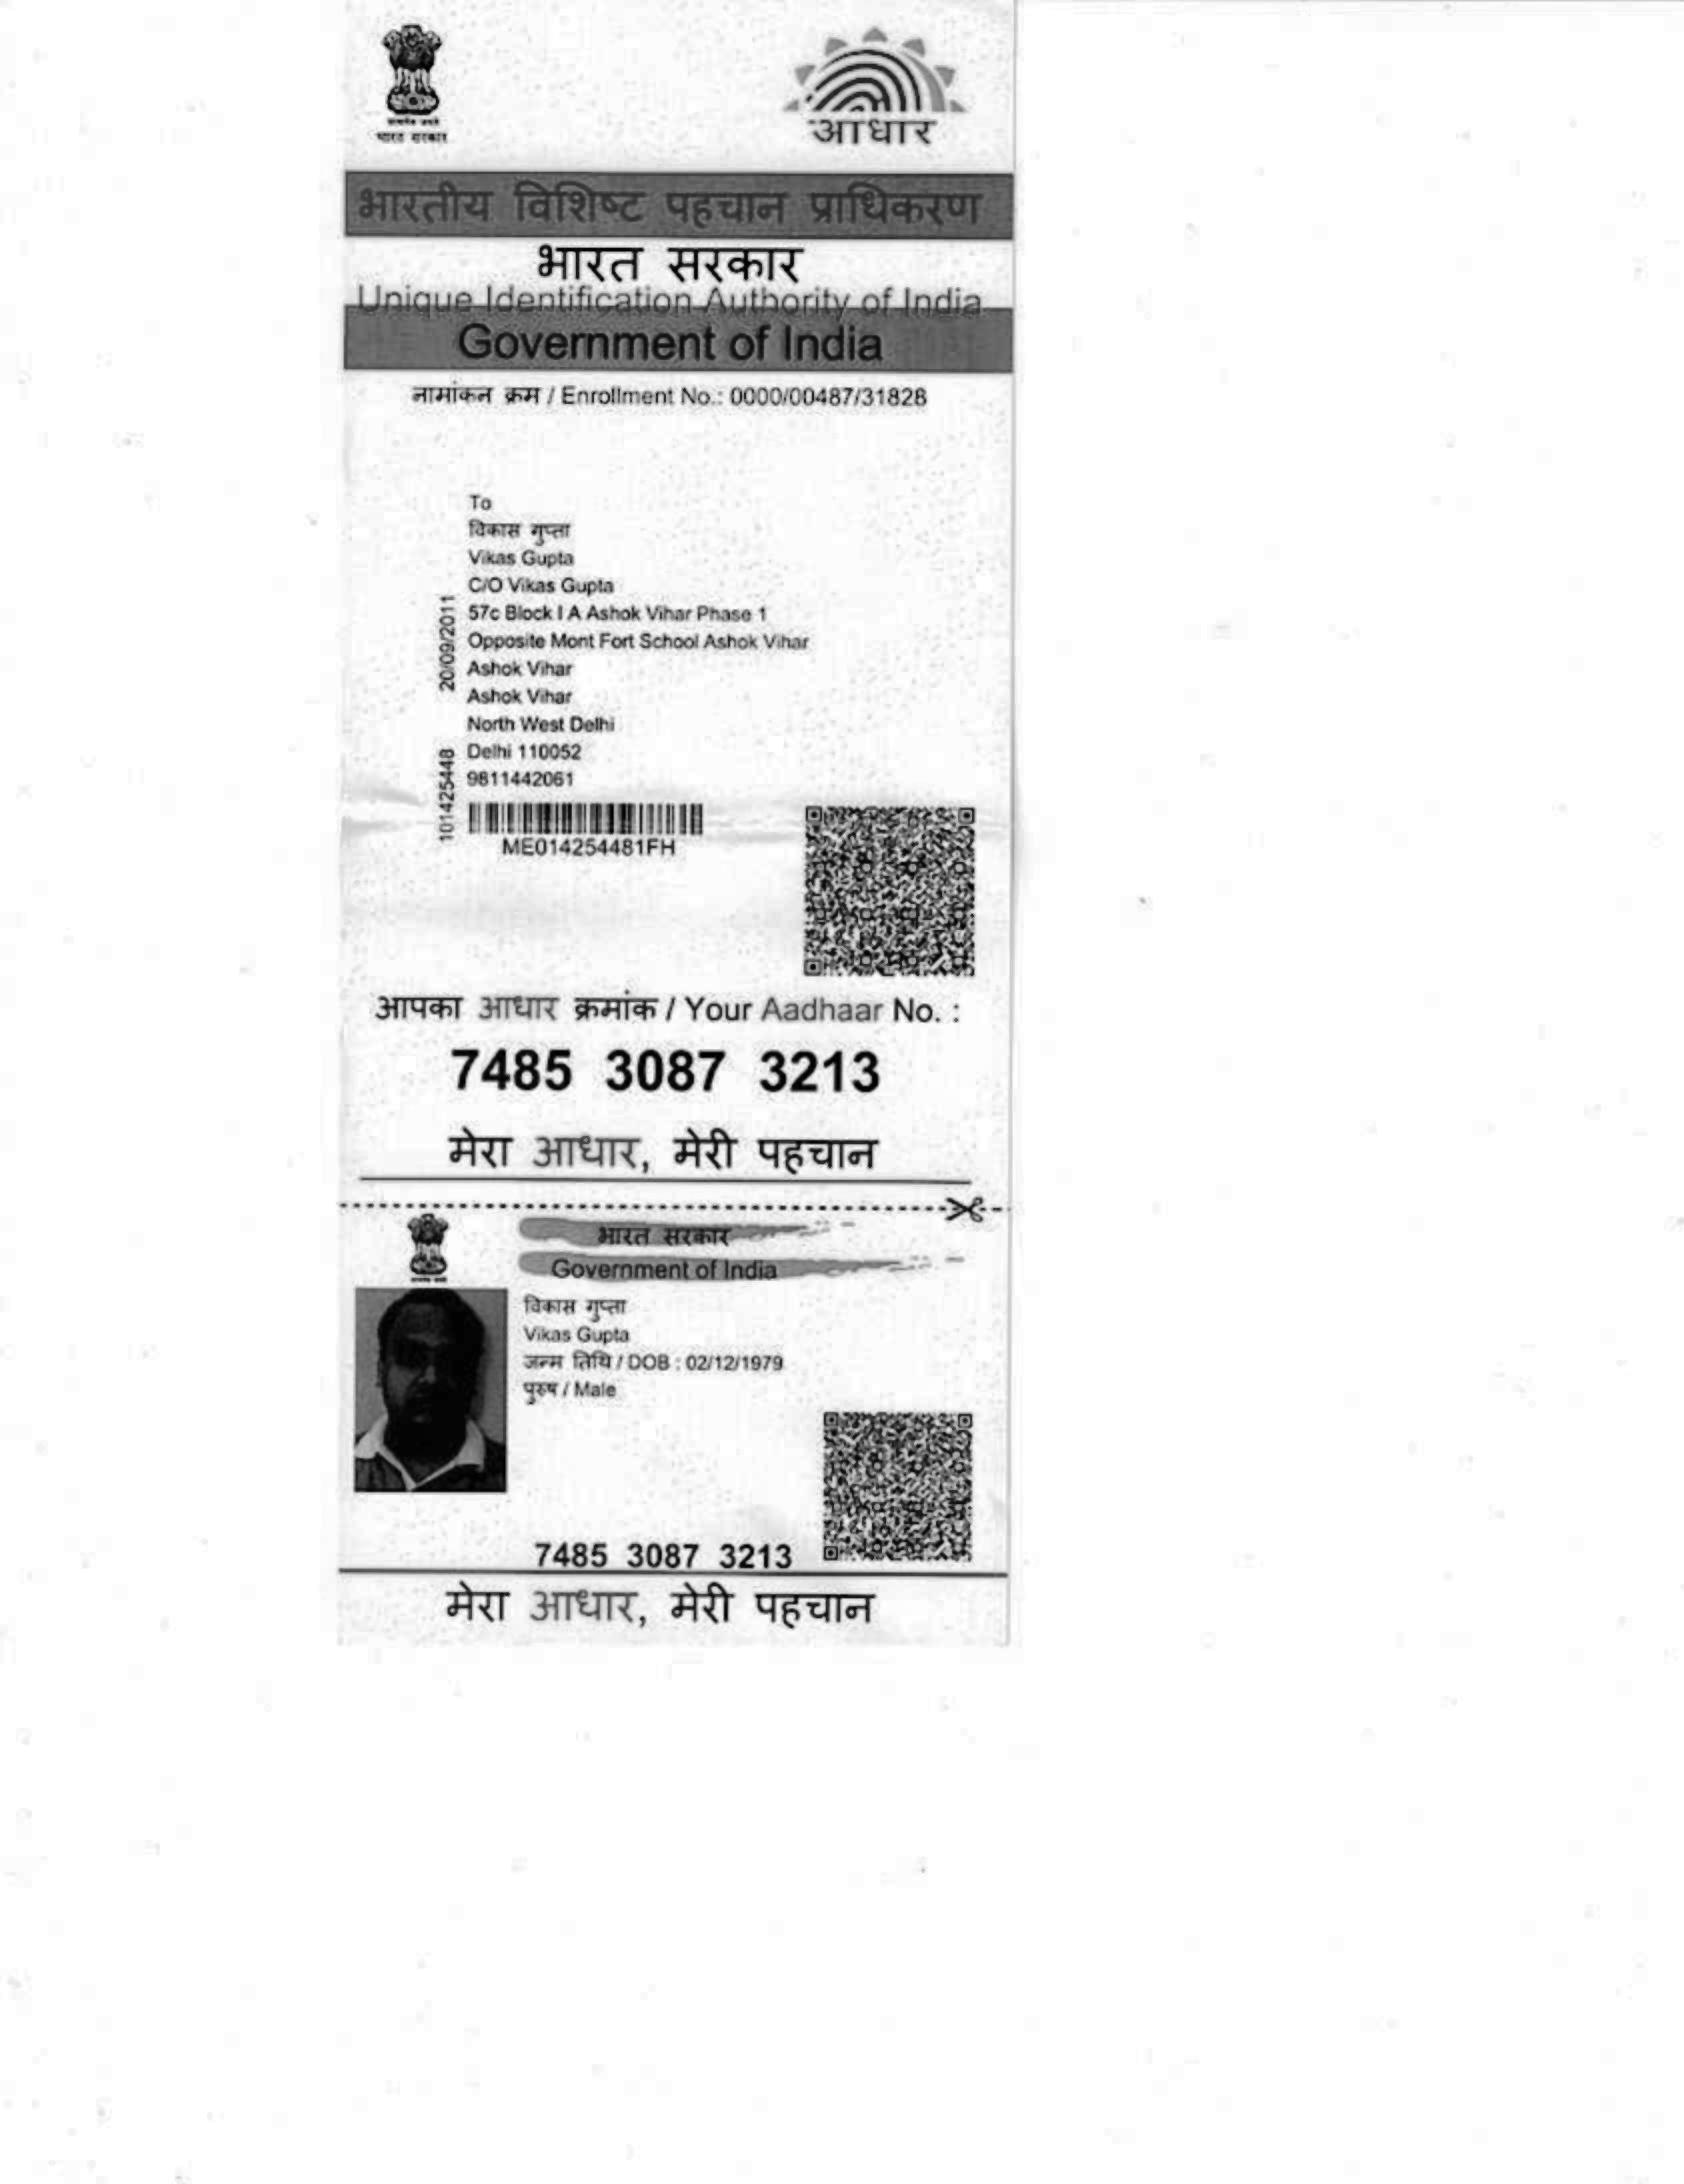 भारत सरकार
आधार
भारतीय विशिष्ट पहचान प्राधिकरण
भारत सरकार
Unique Identification Authority of India
Government of India
नामांकन क्रम / Enrollment No.: 0000/00487/31828
To
विकास गुप्ता
Vikas Gupta
C/O Vikas Gupta
57c Block I A Ashok Vihar Phase 1
Opposite Mont Fort School Ashok Vihar
Ashok Vihar
Ashok Vihar
North West Delhi
Delhi 110052
9811442061
20/09/2011
101425448
ME014254481FH
आपका आधार क्रमांक / Your Aadhaar No. :
7485 3087 3213
मेरा आधार, मेरी पहचान
भारत सरकार
Government of India
विकास गुप्ता
Vikas Gupta
जन्म तिथि / DOB : 02/12/1979
पुरुष / Male
7485 3087 3213
मेरा आधार, मेरी पहचान